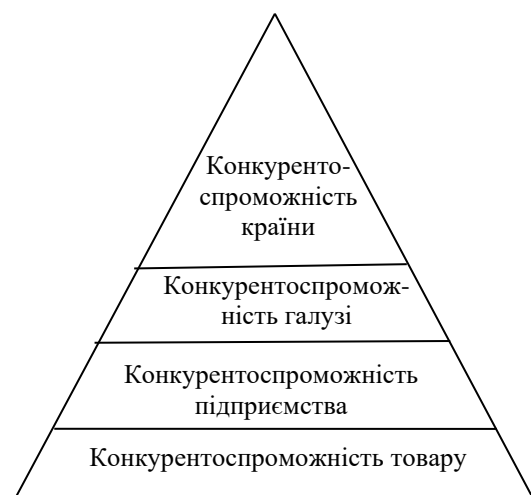 Конкуренто-
спроможність
країни
Конкурентоспромож-
ність галузі
Конкурентоспроможність
підприємства
Конкурентоспроможність товару